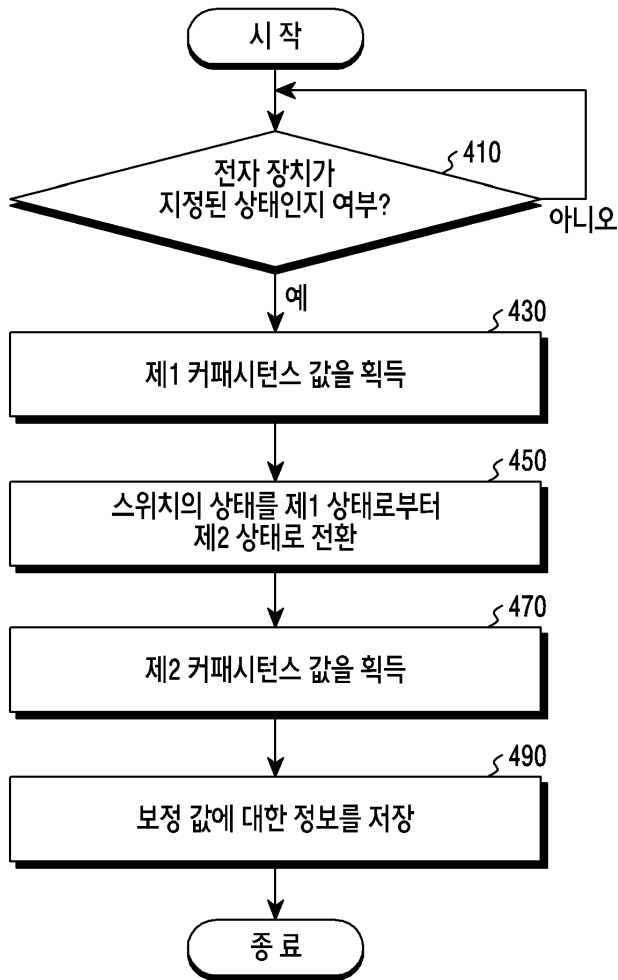 시 작
410
전자 장치가
지정된 상태인지 여부?
아니오
예
430
제1 커패시턴스 값을 획득
450
스위치의 상태를 제1 상태로부터
제2 상태로 전환
470
제2 커패시턴스 값을 획득
490
보정 값에 대한 정보를 저장
종 료